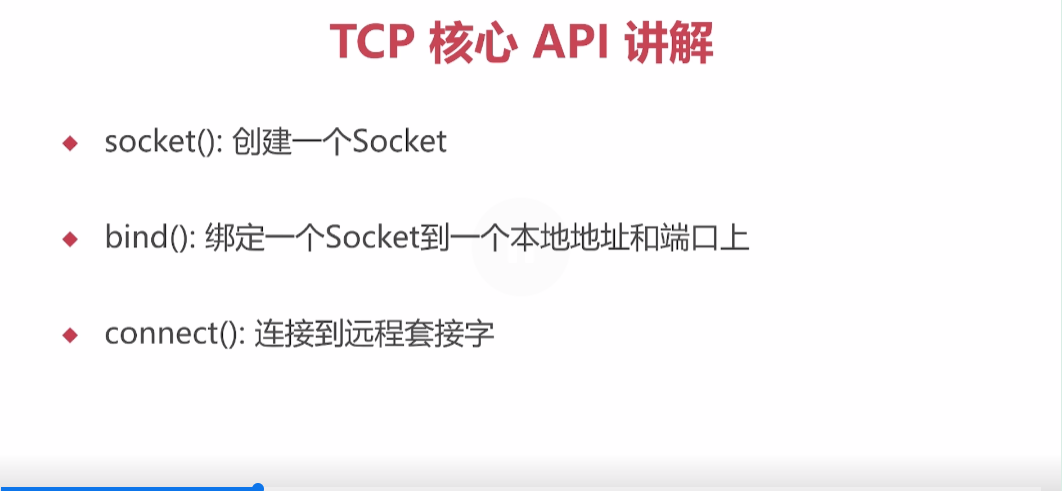 TCP 核心 API 讲解
socket(): 创建一个Socket
bind(): 绑定一个Socket到一个本地地址和端口上
connect(): 连接到远程套接字